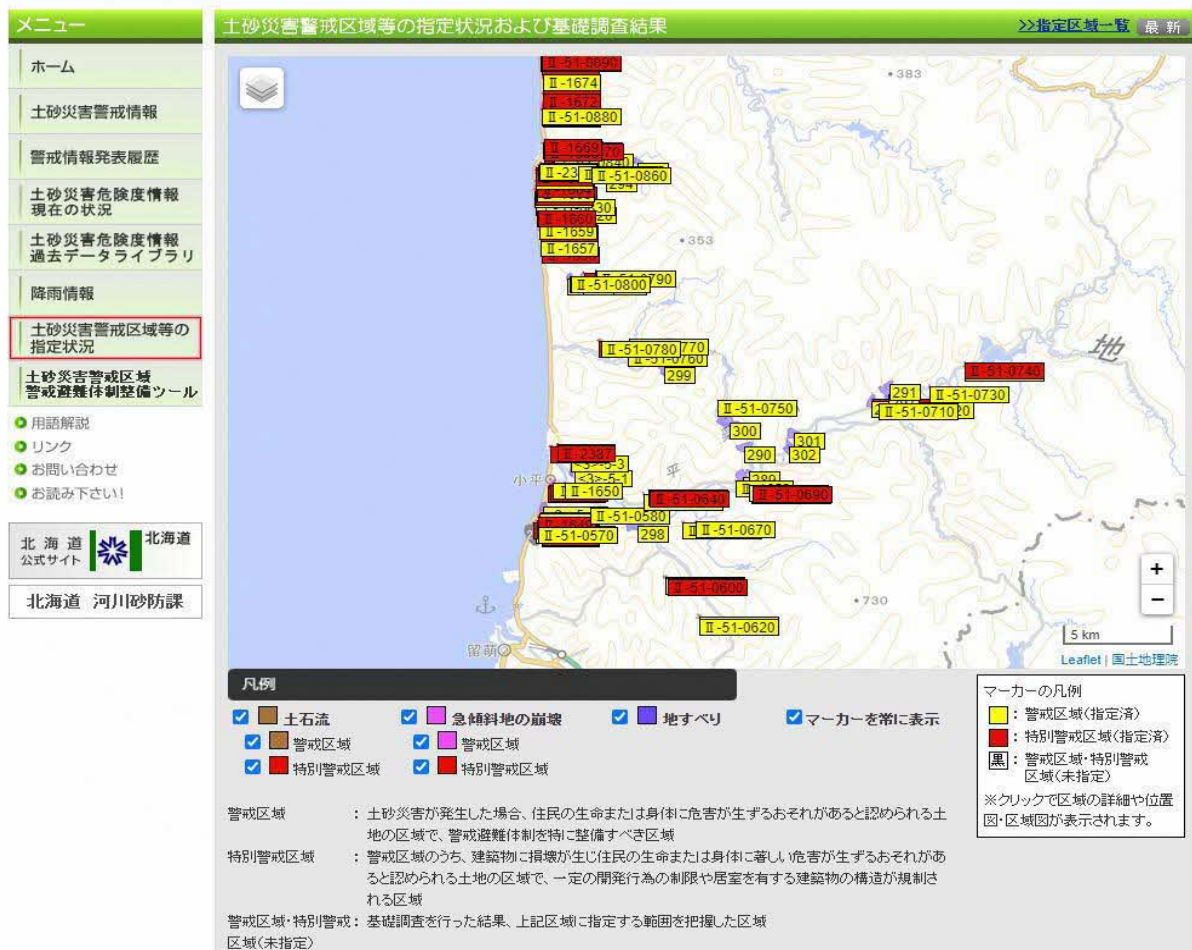 メニュー
ホーム
土砂災害警戒情報
警戒情報発表履歴
土砂災害危険度情報
現在の状況
土砂災害危険度情報
過去データライブラリ
降雨情報
土砂災害警戒区域等の
指定状況
土砂災害警戒区域
警戒避難体制整備ツール
用語解説
リンク
お問い合わせ
お読み下さい!
北海道
公式サイト
北海道
北海道 河川砂防課
土砂災害警戒区域等の指定状況および基礎調査結果
>>指定区域一覧
最新
・383
Ⅱ-51-0890
Ⅱ-1674
Ⅱ-1672
Ⅱ-51-0880
Ⅱ-1669
Ⅱ-51-0860
294
Ⅱ-1660
Ⅱ-1659
Ⅱ-1657
・353
Ⅱ-51-0800
Ⅱ-51-0780
299
地
Ⅱ-51-0740
291
Ⅱ-51-0730
Ⅱ-51-0710
Ⅱ-51-0750
300
301
290
302
Ⅱ-2387
<3>-5-3
<3>-5-1
小平
平
Ⅱ-1650
289
Ⅱ-51-0690
Ⅱ-51-0640
Ⅱ-51-0580
Ⅱ-51-0570
298
Ⅱ-51-0670
Ⅱ-51-0600
・730
Ⅱ-51-0620
留萌
+
−
5 km
Leaflet | 国土地理院
凡例
土石流
急傾斜地の崩壊
地すべり
マーカーを常に表示
警戒区域
警戒区域
特別警戒区域
特別警戒区域
マーカーの凡例
:警戒区域(指定済)
:特別警戒区域(指定済)
黒:警戒区域・特別警戒
区域(未指定)
※クリックで区域の詳細や位置
図・区域図が表示されます。
警戒区域 :土砂災害が発生した場合、住民の生命または身体に危害が生ずるおそれがあると認められる土
地の区域で、警戒避難体制を特に整備すべき区域
特別警戒区域 :警戒区域のうち、建築物に損壊が生じ住民の生命または身体に著しい危害が生ずるおそれがあ
ると認められる土地の区域で、一定の開発行為の制限や居室を有する建築物の構造が規制さ
れる区域
警戒区域・特別警戒:基礎調査を行った結果、上記区域に指定する範囲を把握した区域
区域(未指定)